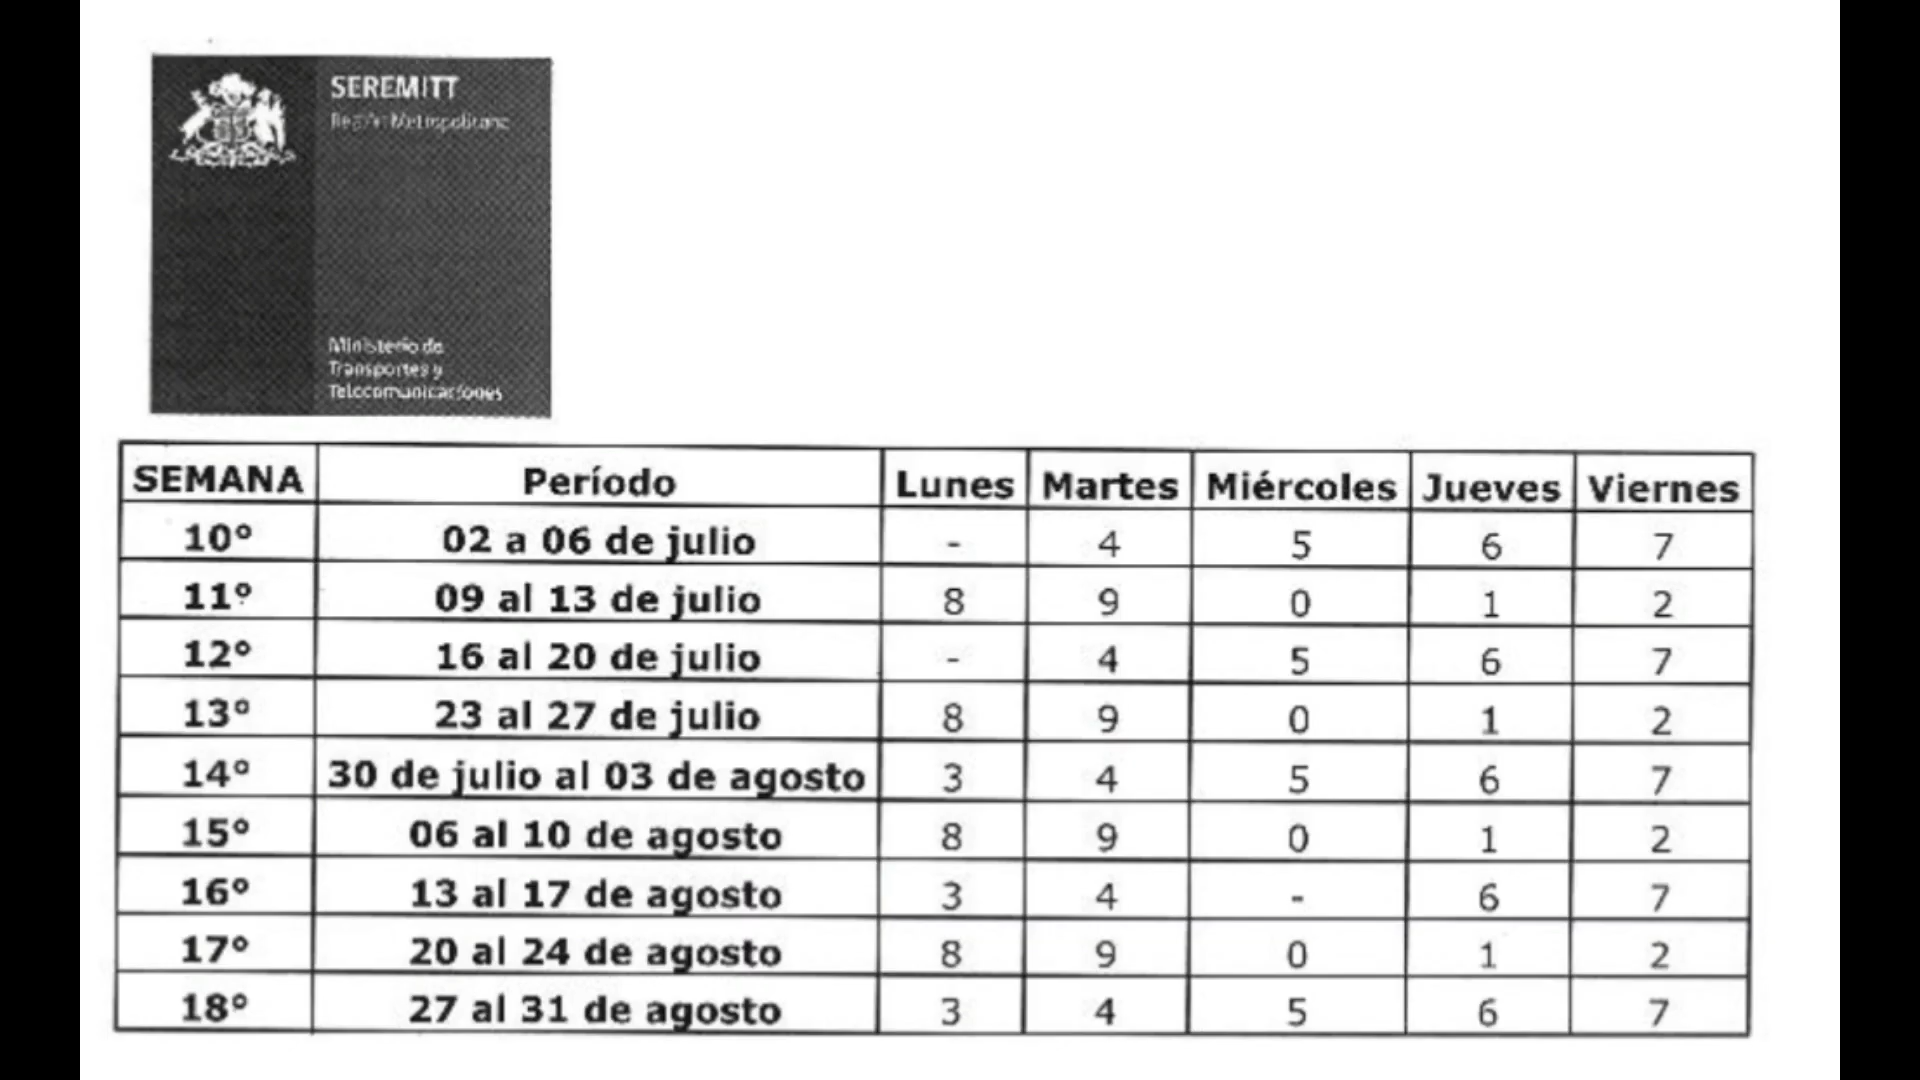 SEREMITT
Región Metropolitana
Ministerio de
Transportes y
Telecomunicaciones
SEMANA Período Lunes Martes Miércoles Jueves Viernes
10° 02 a 06 de julio - 4 5 6 7
11° 09 al 13 de julio 8 9 0 1 2
12° 16 al 20 de julio - 4 5 6 7
13° 23 al 27 de julio 8 9 0 1 2
14° 30 de julio al 03 de agosto 3 4 5 6 7
15° 06 al 10 de agosto 8 9 0 1 2
16° 13 al 17 de agosto 3 4 - 6 7
17° 20 al 24 de agosto 8 9 0 1 2
18° 27 al 31 de agosto 3 4 5 6 7